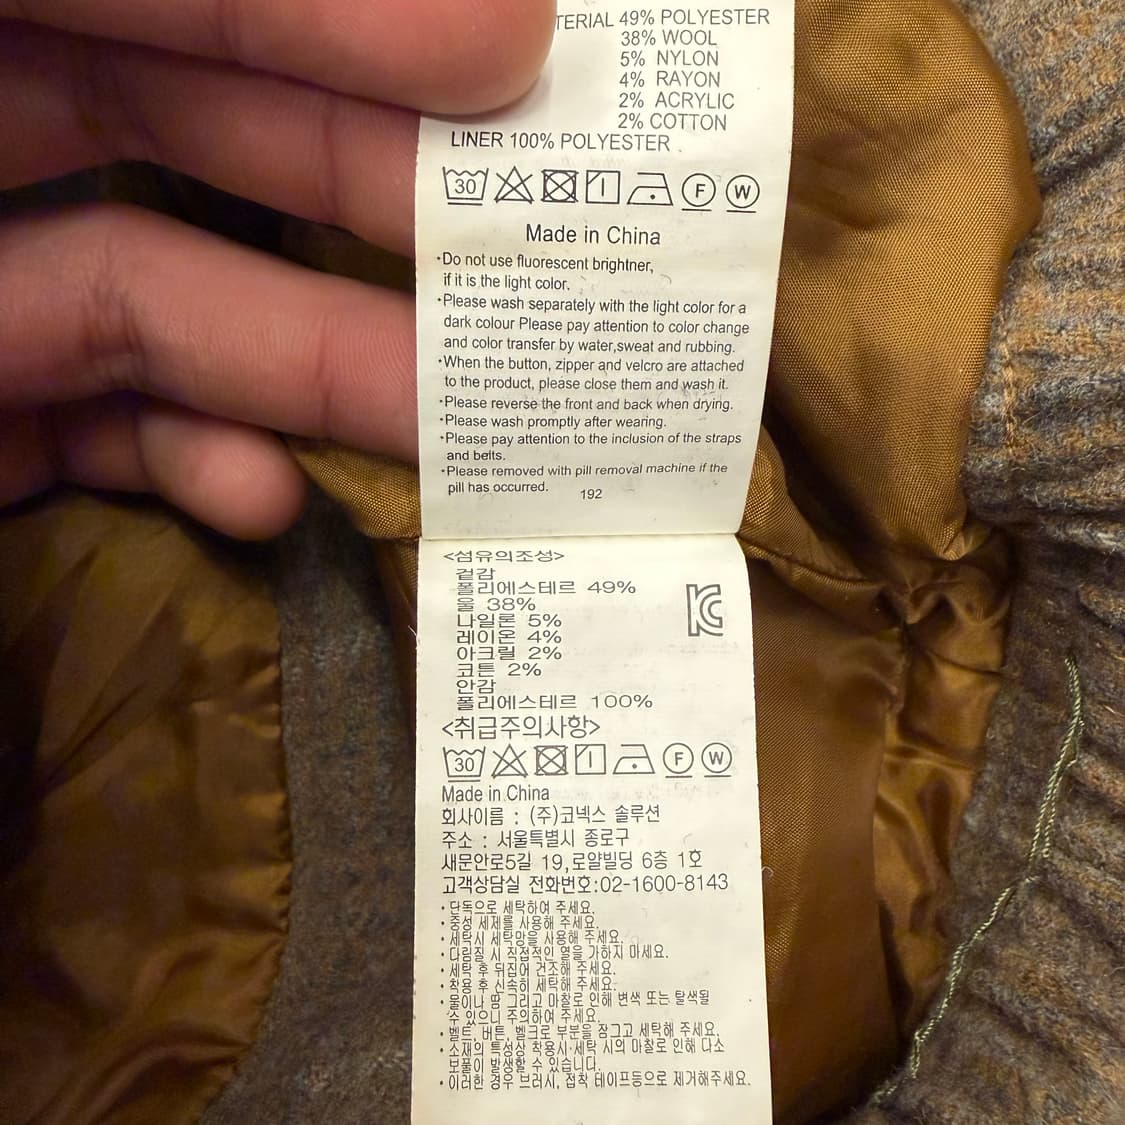 TERIAL 49% POLYESTER
38% WOOL
5% NYLON
4% RAYON
2% ACRYLIC
2% COTTON
LINER 100% POLYESTER
30 F W
Made in China
·Do not use fluorescent brightner,
if it is the light color.
·Please wash separately with the light color for a
dark colour Please pay attention to color change
and color transfer by water,sweat and rubbing.
·When the button, zipper and velcro are attached
to the product, please close them and wash it.
·Please reverse the front and back when drying.
·Please wash promptly after wearing.
·Please pay attention to the inclusion of the straps
and belts.
·Please removed with pill removal machine if the
pill has occurred.
192
<섬유의조성>
겉감
폴리에스테르 49%
울 38%
나일론 5%
레이온 4%
아크릴 2%
코튼 2%
안감
폴리에스테르 100%
KC
<취급주의사항>
30 F W
Made in China
회사이름 : (주)코넥스 솔루션
주소 : 서울특별시 종로구
새문안로5길 19,로얄빌딩 6층 1호
고객상담실 전화번호:02-1600-8143
· 단독으로 세탁하여 주세요.
· 중성 세제를 사용해 주세요.
· 세탁시 세탁망을 사용해 주세요.
· 다림질 시 직접적인 열을 가하지 마세요.
· 세탁 후 뒤집어 건조해 주세요.
· 착용 후 신속히 세탁해 주세요.
· 물이나 땀 그리고 마찰로 인해 변색 또는 탈색될
수 있으니 주의하여 주세요.
· 벨트, 버튼, 벨크로 부분을 잠그고 세탁해 주세요.
· 소재의 특성상 착용시·세탁 시의 마찰로 인해 다소
보풀이 발생할 수 있습니다.
· 이러한 경우 브러시, 접착 테이프등으로 제거해주세요.